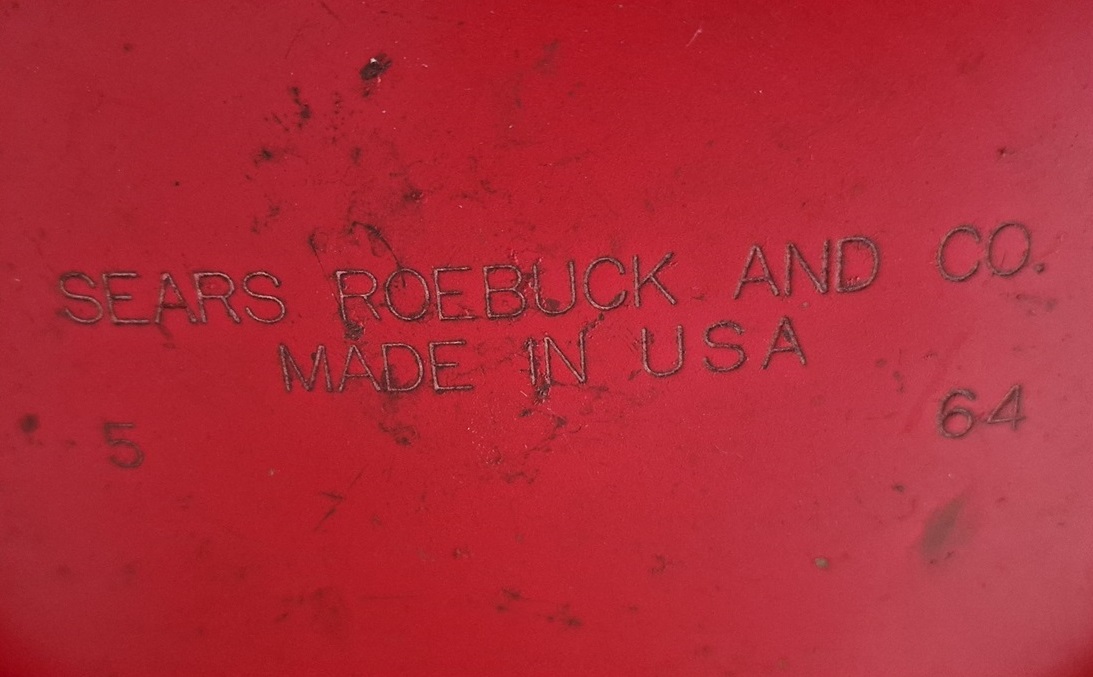 SEARS ROEBUCK AND CO.
MADE IN USA
5 64